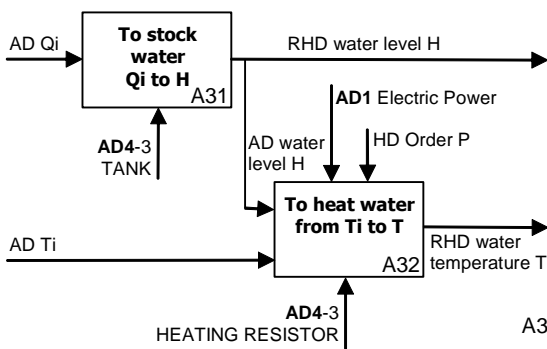 AD Qi
To stock
water
Qi to H
A31
RHD water level H
AD4-3
TANK
AD water
level H
AD1 Electric Power
HD Order P
To heat water
from Ti to T
A32
AD Ti
RHD water
temperature T
AD4-3
HEATING RESISTOR
A3